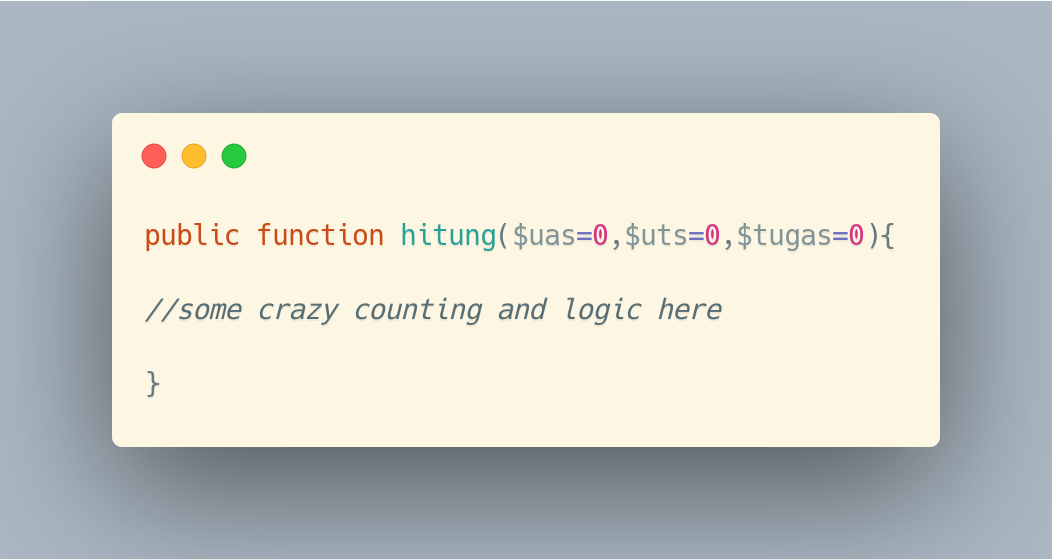 public function hitung($uas=0,$uts=0,$tugas=0){
//some crazy counting and logic here
}